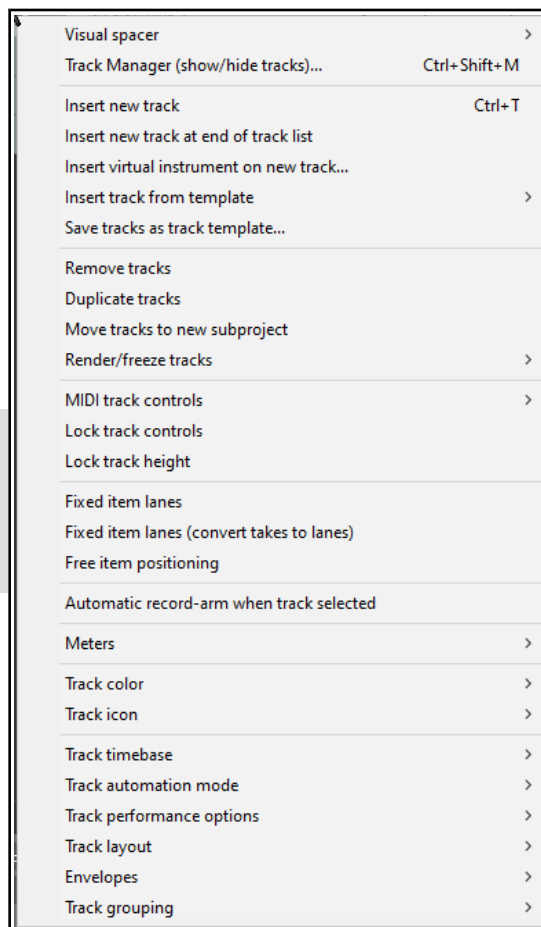 Visual spacer
Track Manager (show/hide tracks)... Ctrl+Shift+M
Insert new track Ctrl+T
Insert new track at end of track list
Insert virtual instrument on new track...
Insert track from template
Save tracks as track template...
Remove tracks
Duplicate tracks
Move tracks to new subproject
Render/freeze tracks
MIDI track controls
Lock track controls
Lock track height
Fixed item lanes
Fixed item lanes (convert takes to lanes)
Free item positioning
Automatic record-arm when track selected
Meters
Track color
Track icon
Track timebase
Track automation mode
Track performance options
Track layout
Envelopes
Track grouping